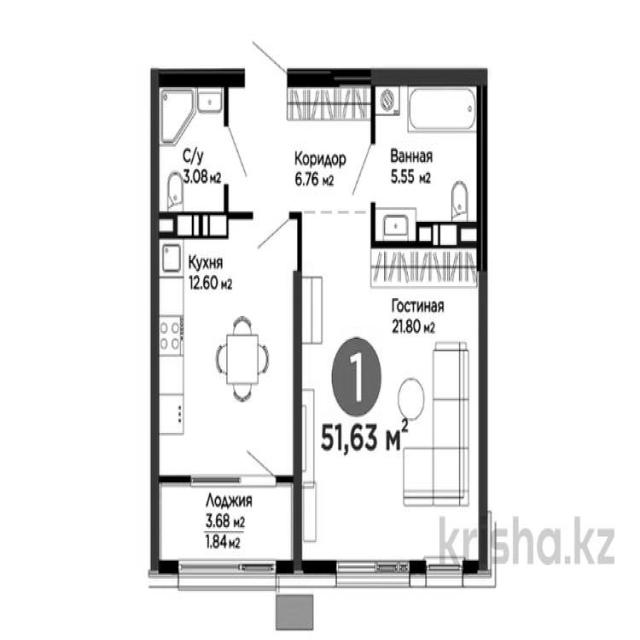 С/у
3.08 м2
Коридор
6.76 м2
Ванная
5.55 м2
Кухня
12.60 м2
Гостиная
21.80 м2
1
51,63 м2
Лоджия
3.68 м2
1.84 м2
krisha.kz